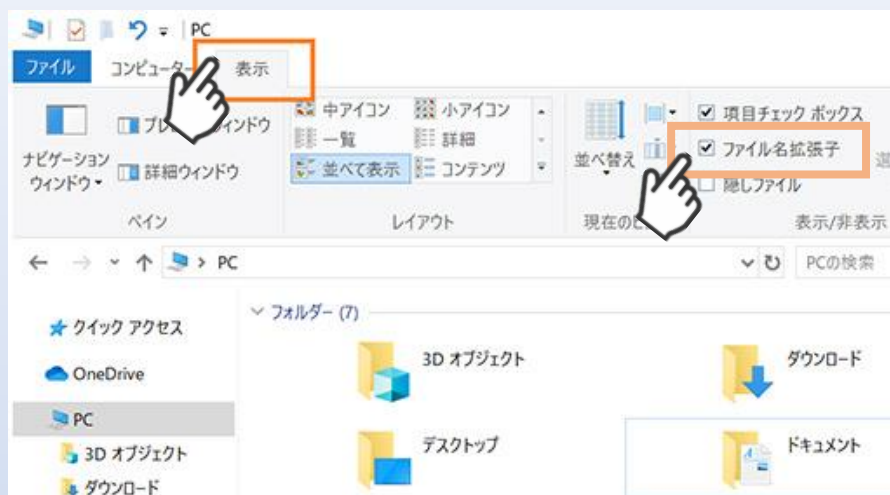 PC
ファイル
コンピューター
表示
中アイコン
小アイコン
項目チェック ボックス
一覧
詳細
並べ替え
ファイル名拡張子
ナビゲーション
ウィンドウ
詳細ウィンドウ
並べて表示
コンテンツ
隠しファイル
ペイン
レイアウト
現在の
表示/非表示
PC
PCの検索
クイック アクセス
フォルダー (7)
OneDrive
3D オブジェクト
ダウンロード
PC
3D オブジェクト
デスクトップ
ドキュメント
ダウンロード